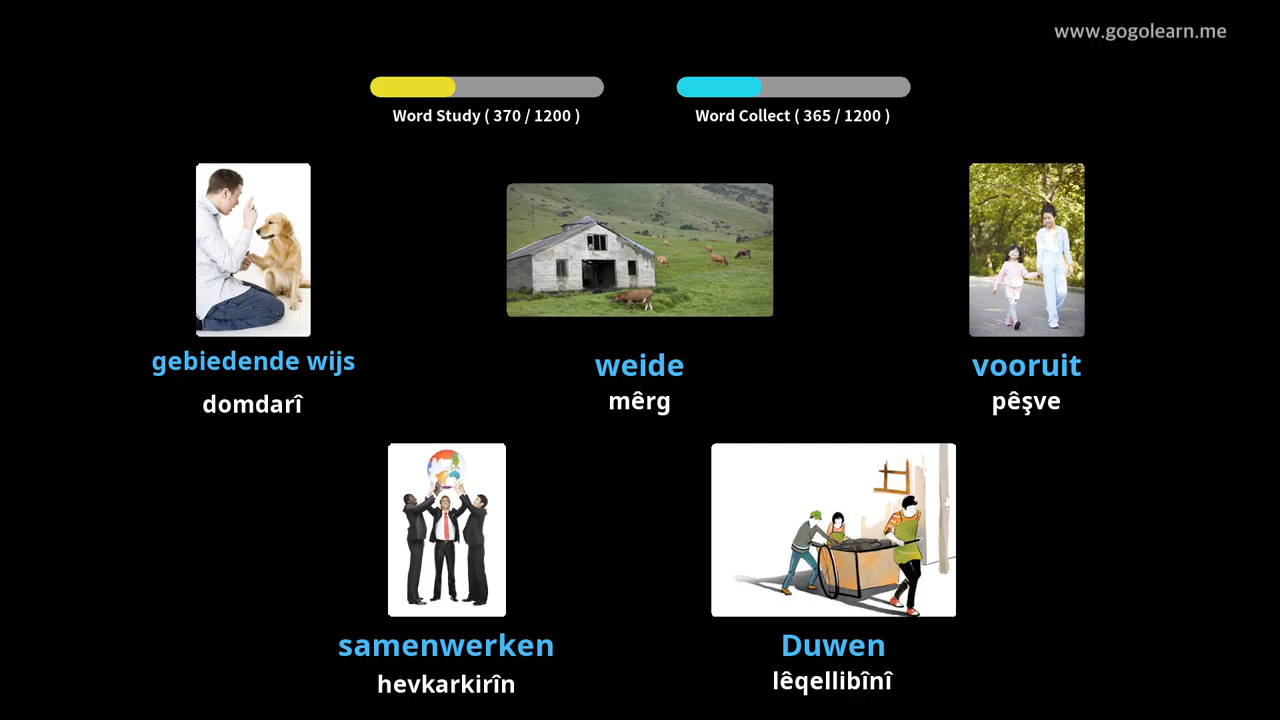 www.gogolearn.me
Word Study ( 370 / 1200 )
Word Collect ( 365 / 1200 )
gebiedende wijs
domdarî
weide
mêrg
vooruit
pêşve
samenwerken
hevkarkirîn
Duwen
lêqellibînî